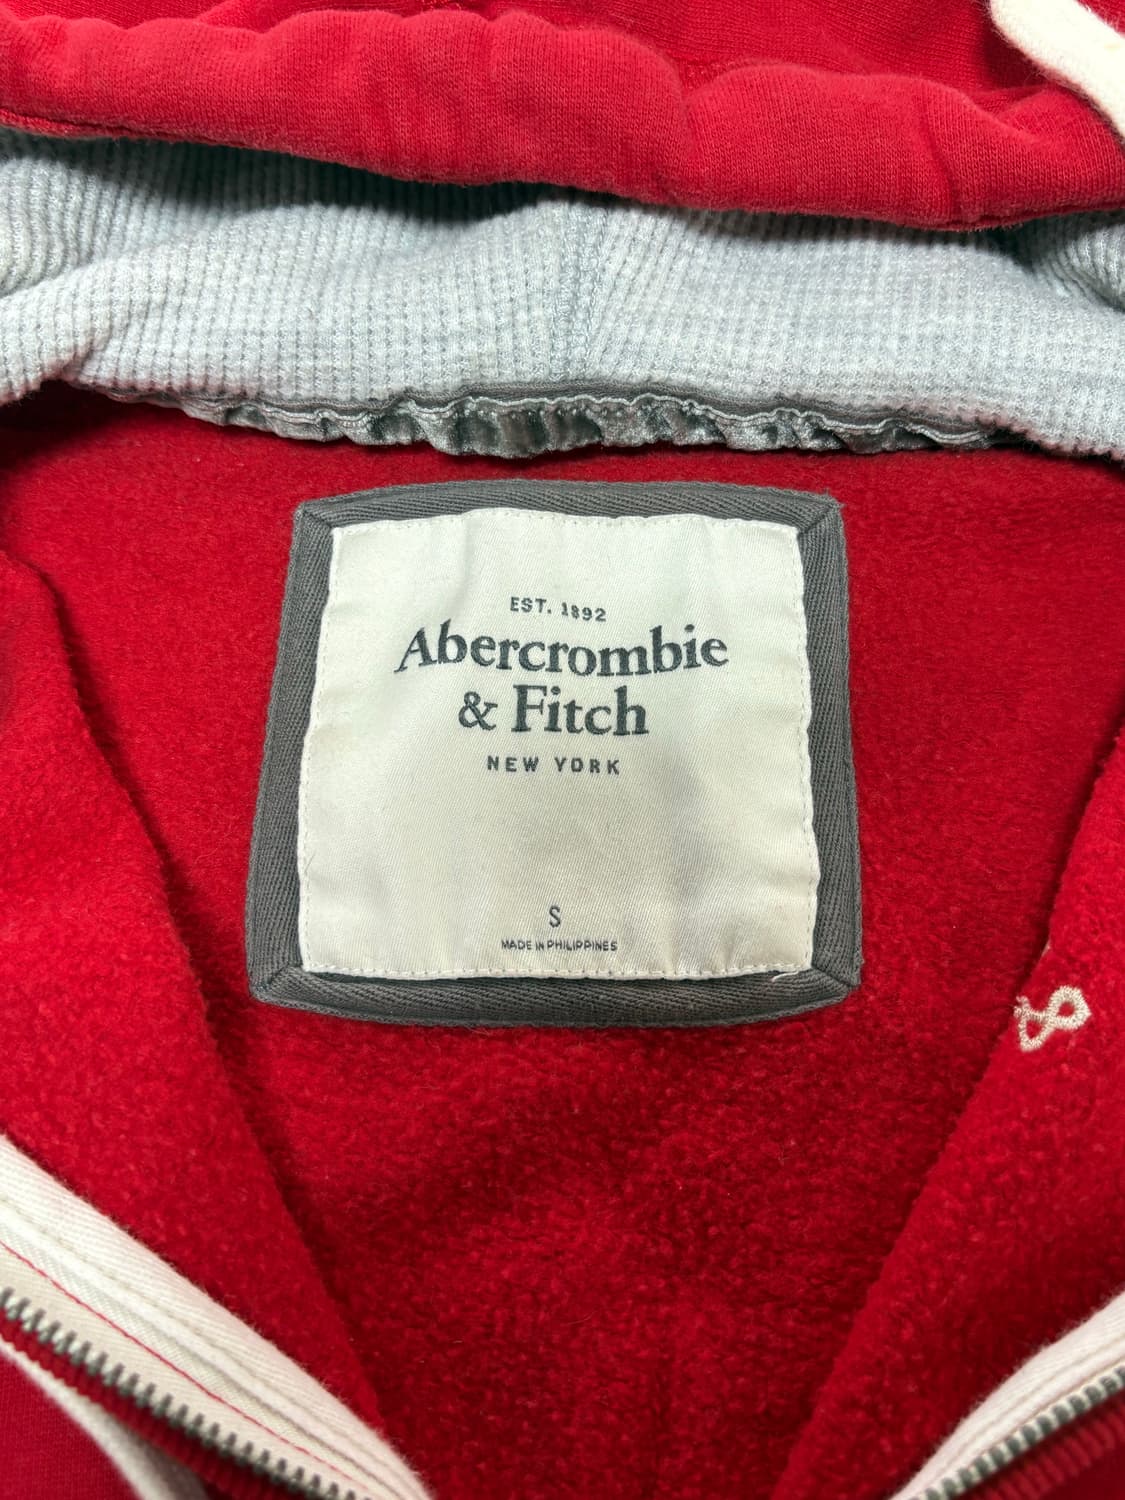 EST. 1892
Abercrombie
& Fitch
NEW YORK
S
MADE IN PHILIPPINES